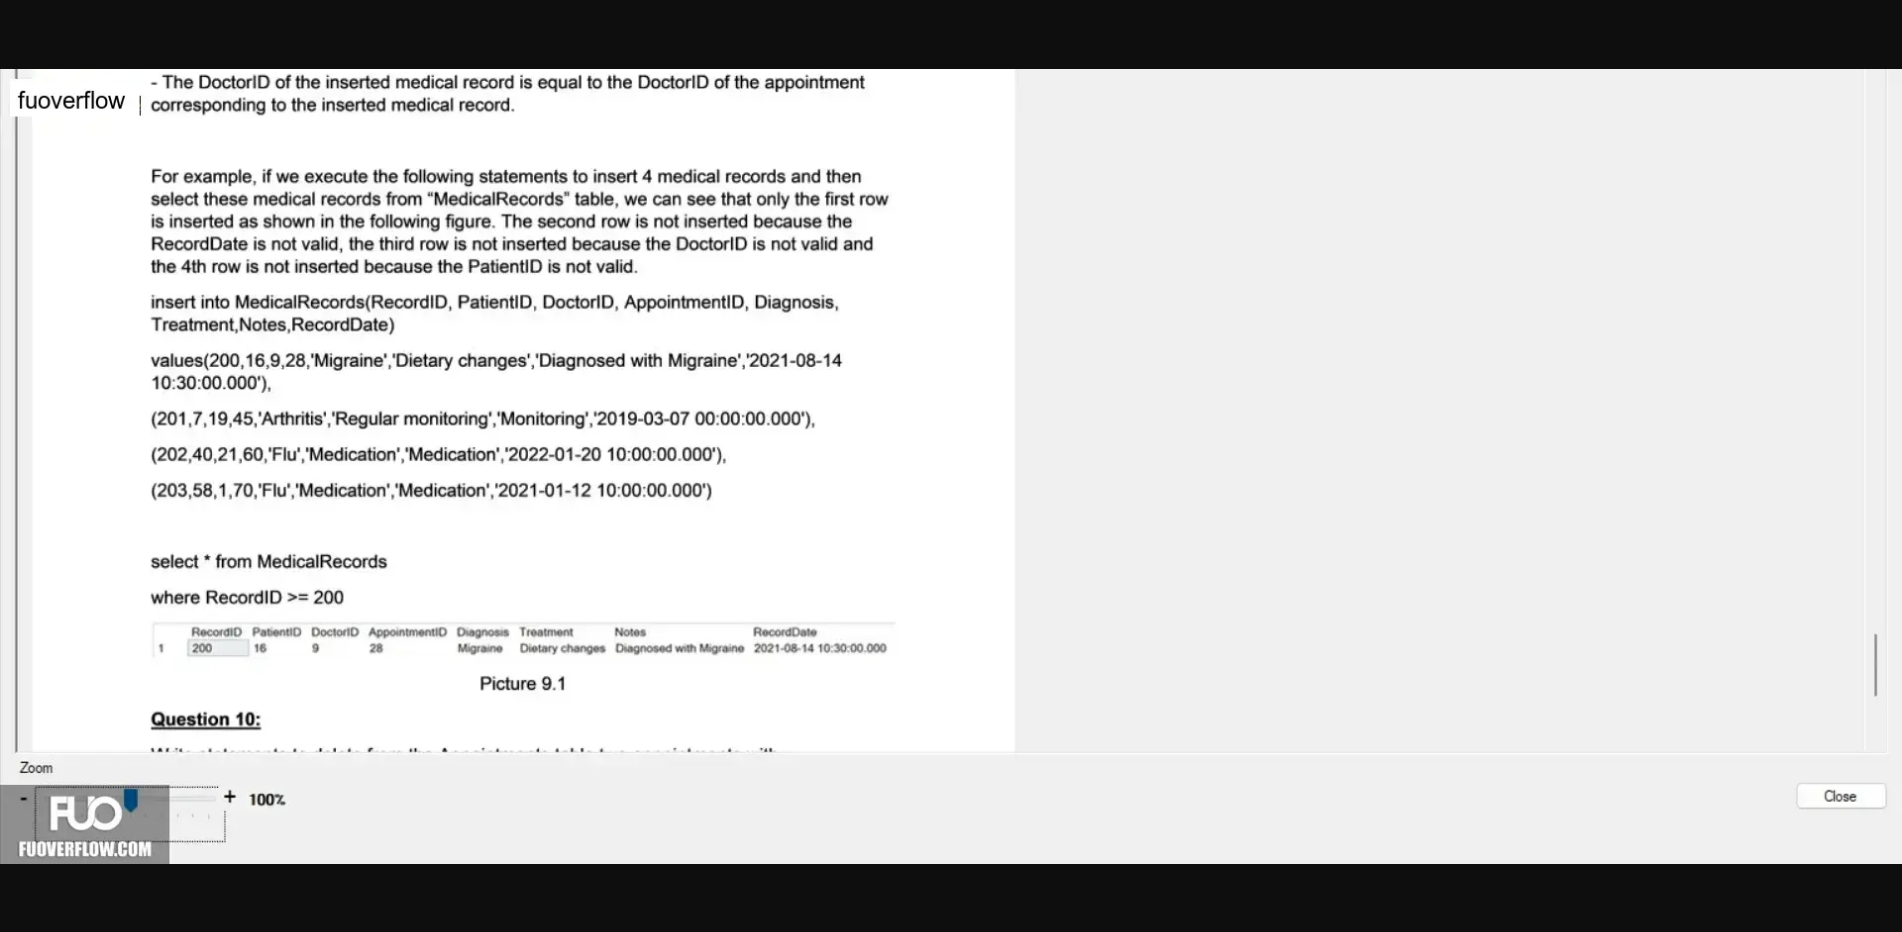 - The DoctorID of the inserted medical record is equal to the DoctorID of the appointment
fuoverflow
corresponding to the inserted medical record.
For example, if we execute the following statements to insert 4 medical records and then
select these medical records from “MedicalRecords” table, we can see that only the first row
is inserted as shown in the following figure. The second row is not inserted because the
RecordDate is not valid, the third row is not inserted because the DoctorID is not valid and
the 4th row is not inserted because the PatientID is not valid.
insert into MedicalRecords(RecordID, PatientID, DoctorID, AppointmentID, Diagnosis,
Treatment,Notes,RecordDate)
values(200,16,9,28,'Migraine','Dietary changes','Diagnosed with Migraine','2021-08-14
10:30:00.000'),
(201,7,19,45,'Arthritis','Regular monitoring','Monitoring','2019-03-07 00:00:00.000'),
(202,40,21,60,'Flu','Medication','Medication','2022-01-20 10:00:00.000'),
(203,58,1,70,'Flu','Medication','Medication','2021-01-12 10:00:00.000')
select * from MedicalRecords
where RecordID >= 200
RecordID PatientID DoctorID AppointmentID Diagnosis Treatment Notes RecordDate
1 200 16 9 28 Migraine Dietary changes Diagnosed with Migraine 2021-08-14 10:30:00.000
Picture 9.1
Question 10:
Zoom
- + 100%
Close
FUO
FUOVERFLOW.COM